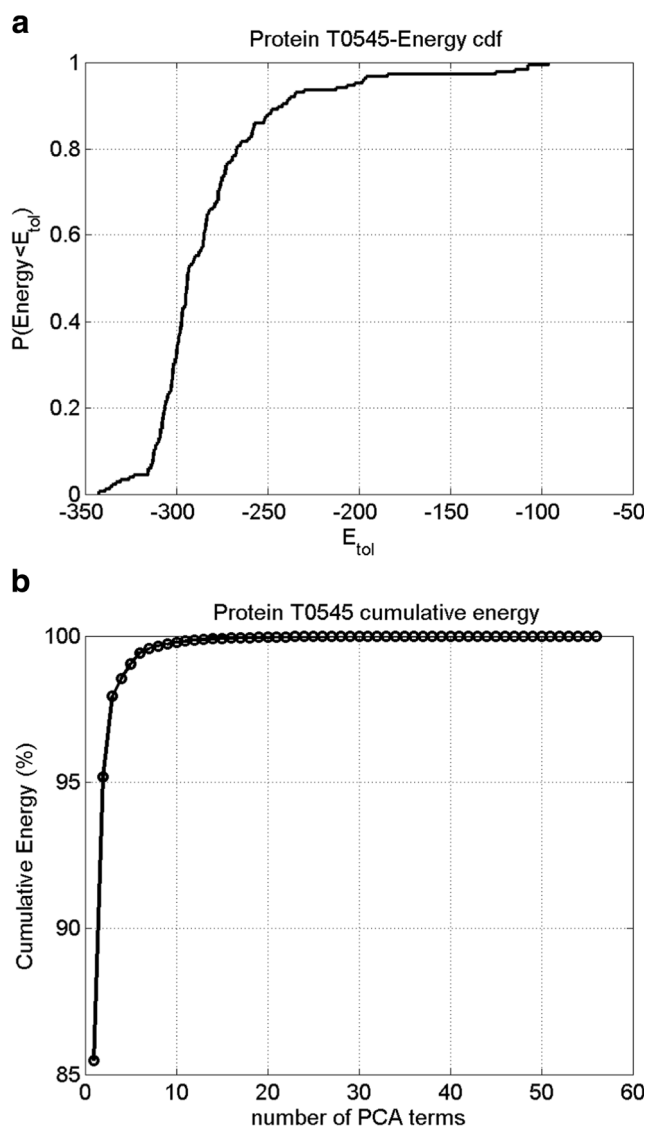 a
Protein T0545-Energy cdf
1
0.8
0.6
0.4
0.2
0
P(Energy<E_tol)
-350 -300 -250 -200 -150 -100 -50
E_tol
b
Protein T0545 cumulative energy
100
95
90
85
Cumulative Energy (%)
0 10 20 30 40 50 60
number of PCA terms